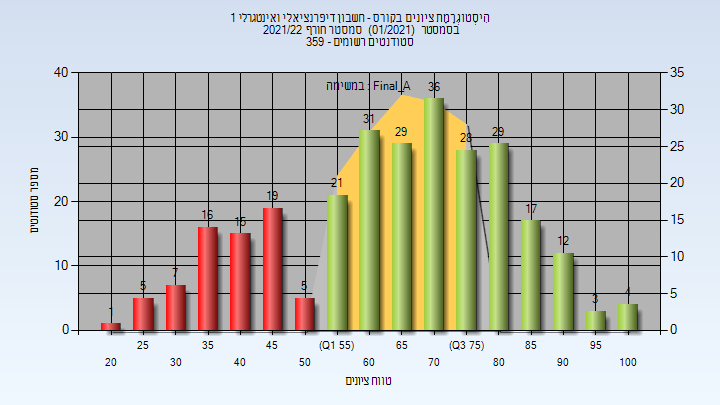 היסטוגרמת ציונים בקורס - חשבון דיפרנציאלי ואינטגרלי 1
בסמסטר (01/2021) סמסטר חורף 2021/22
סטודנטים רשומים - 359
במשימה : Final_A
40 35
30 30
25
20 20
15
10 10
5
0 0
מספר סטודנטים
1 5 7 16 15 19 5 21 31 29 36 28 29 17 12 3 4
25 35 45 (Q1 55) 65 (Q3 75) 85 95
20 30 40 50 60 70 80 90 100
טווח ציונים